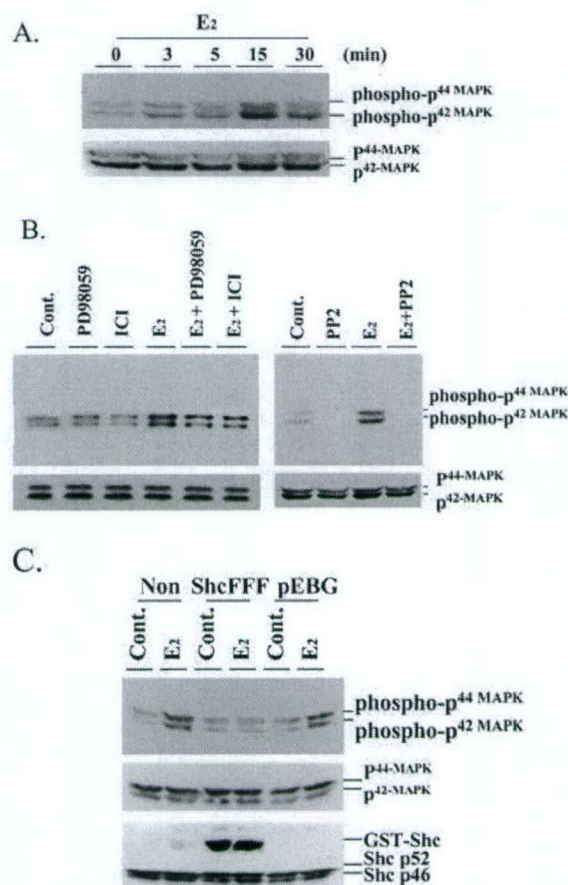 A.
E₂
0 3 5 15 30 (min)
phospho-p⁴⁴ MAPK
phospho-p⁴² MAPK
p⁴⁴-MAPK
p⁴²-MAPK
B.
Cont. PD98059 ICI E₂ E₂ + PD98059 E₂ + ICI Cont. PP2 E₂ E₂+PP2
phospho-p⁴⁴ MAPK
phospho-p⁴² MAPK
p⁴⁴-MAPK
p⁴²-MAPK
C.
Non ShcFFF pEBG
Cont. E₂ Cont. E₂ Cont. E₂
phospho-p⁴⁴ MAPK
phospho-p⁴² MAPK
p⁴⁴-MAPK
p⁴²-MAPK
GST-Shc
Shc p52
Shc p46